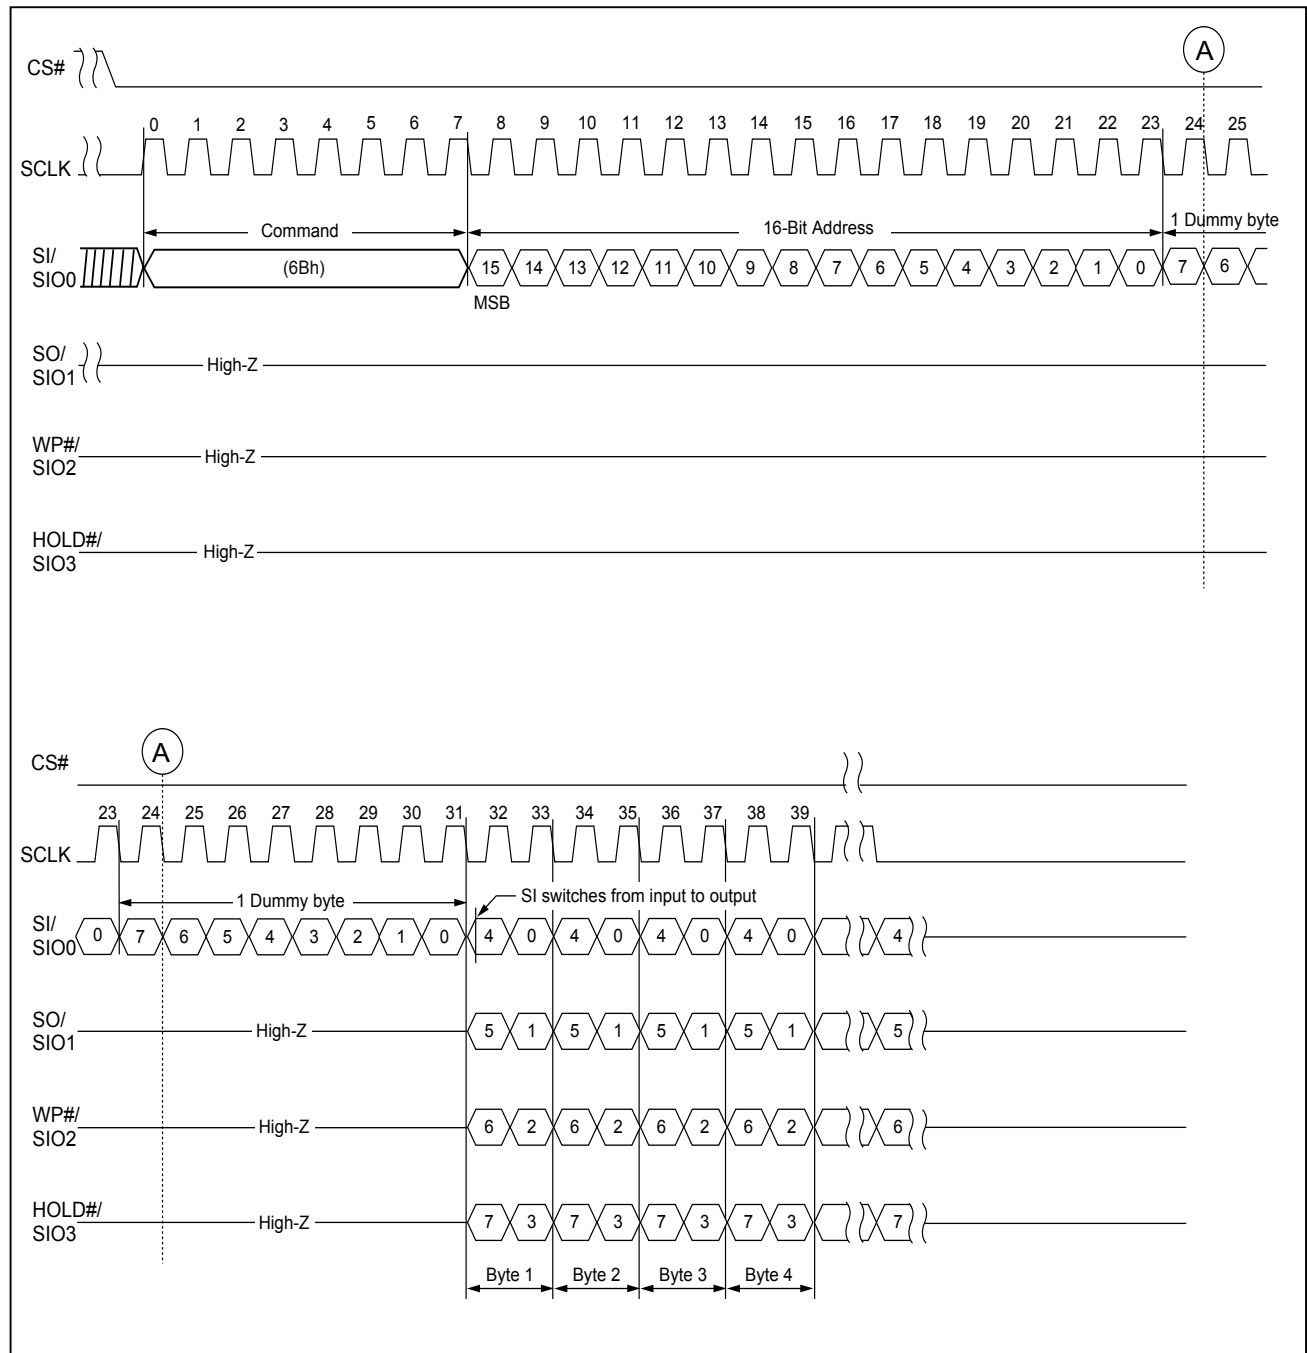 A
CS#
0 1 2 3 4 5 6 7 8 9 10 11 12 13 14 15 16 17 18 19 20 21 22 23 24 25
SCLK
Command 16-Bit Address 1 Dummy byte
SI/
SIO0
(6Bh) 15 14 13 12 11 10 9 8 7 6 5 4 3 2 1 0 7 6
MSB
SO/
SIO1
High-Z
WP#/
SIO2
High-Z
HOLD#/
SIO3
High-Z
A
CS#
23 24 25 26 27 28 29 30 31 32 33 34 35 36 37 38 39
SCLK
1 Dummy byte SI switches from input to output
SI/
SIO0
0 7 6 5 4 3 2 1 0 4 0 4 0 4 0 4 0 4
SO/
SIO1
High-Z 5 1 5 1 5 1 5 1 5
WP#/
SIO2
High-Z 6 2 6 2 6 2 6 2 6
HOLD#/
SIO3
High-Z 7 3 7 3 7 3 7 3 7
Byte 1 Byte 2 Byte 3 Byte 4